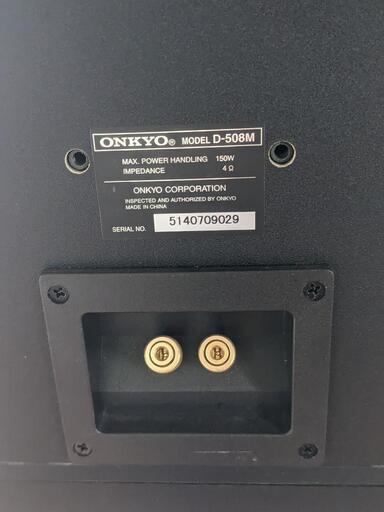 ONKYO® MODEL D-508M
MAX. POWER HANDLING 150W
IMPEDANCE 4 Ω
ONKYO CORPORATION
INSPECTED AND AUTHORIZED BY ONKYO
MADE IN CHINA
SERIAL NO. 5140709029